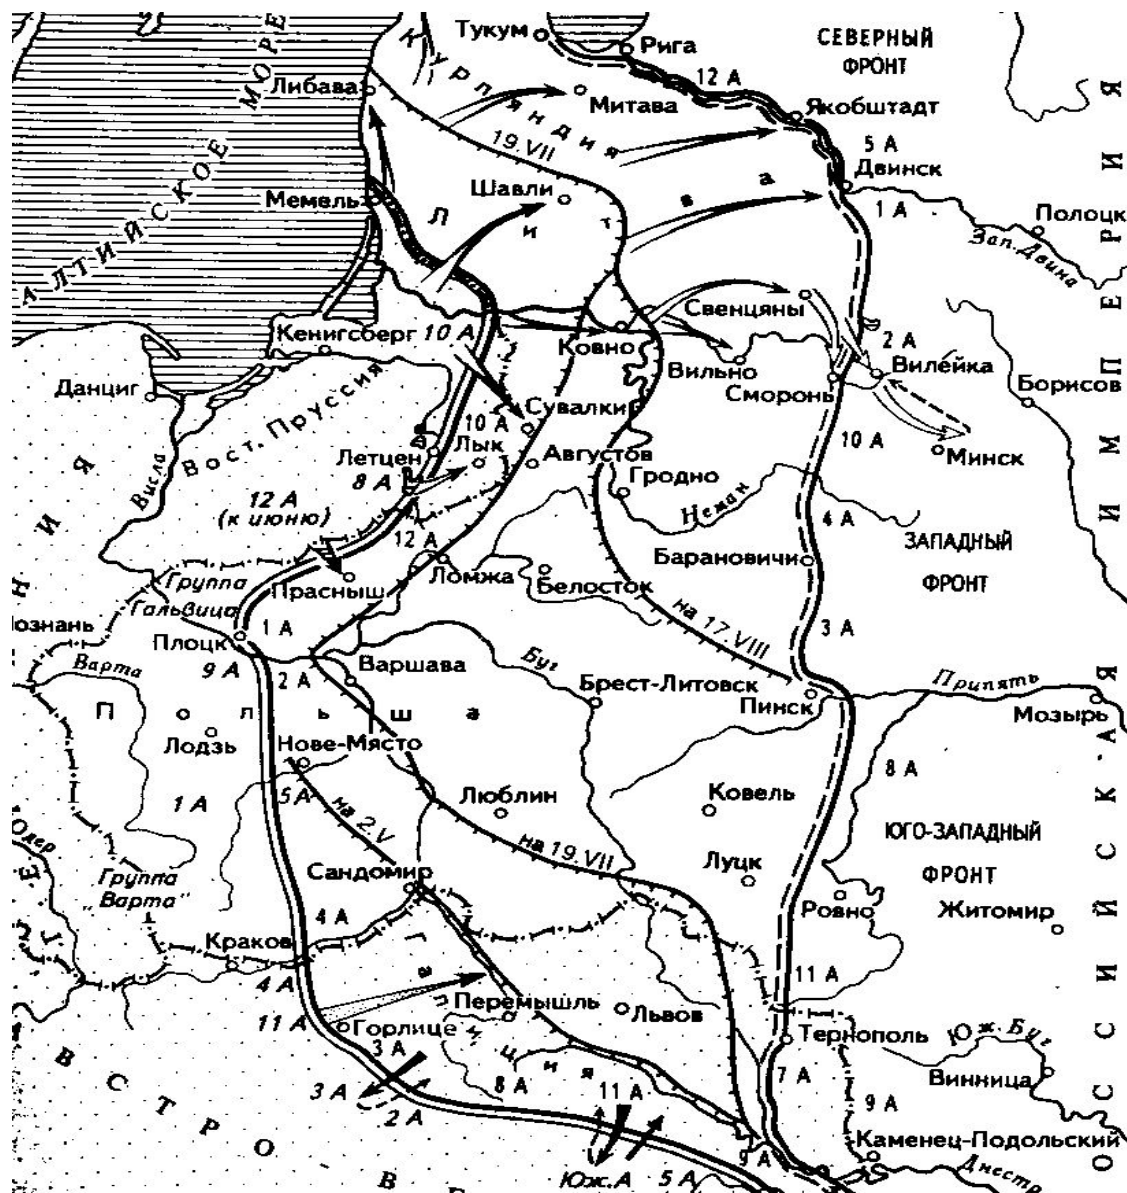 Тукум
Рига
СЕВЕРНЫЙ
ФРОНТ
12 А
Либава
КУРЛЯНДИЯ
Митава
Якобштадт
19.VII
5 А
Двинск
Шавли
Мемель
Литва
1 А
Полоцк
Зап. Двина
АЛТИЙСКОЕ МОРЕ
Свенцяны
Кенигсберг
10 А
Ковно
2 А
Вилейка
Вильно
Сморонь
Борисов
Данциг
Вост. Пруссия
Сувалки
10 А
Лык
10 А
Летцен
Августов
Минск
8 А
Висла
Гродно
Неман
12 А
(к июню)
4 А
12 А
ЗАПАДНЫЙ
ФРОНТ
Барановичи
Ломжа
Белосток
Группа
Гальвица
Прасныш
ознань
1 А
на 17.VIII
3 А
Плоцк
Варта
9 А
2 А
Варшава
Буг
Брест-Литовск
Пинск
Припять
Мозырь
Польша
Лодзь
Нове-Място
8 А
1 А
5 А
на 2.V
Люблин
Ковель
Одер
на 19.VII
ЮГО-ЗАПАДНЫЙ
ФРОНТ
Луцк
Группа
"Варта"
Сандомир
Ровно
Житомир
4 А
Краков
4 А
11 А
Перемышль
Львов
11 А
Горлице
3 А
Тернополь
Юж. Буг
8 А
11 А
7 А
Винница
3 А
2 А
9 А
Каменец-Подольский
9 А
Юж. А
5 А
Днестр
РОССИЙСКАЯ ИМПЕРИЯ